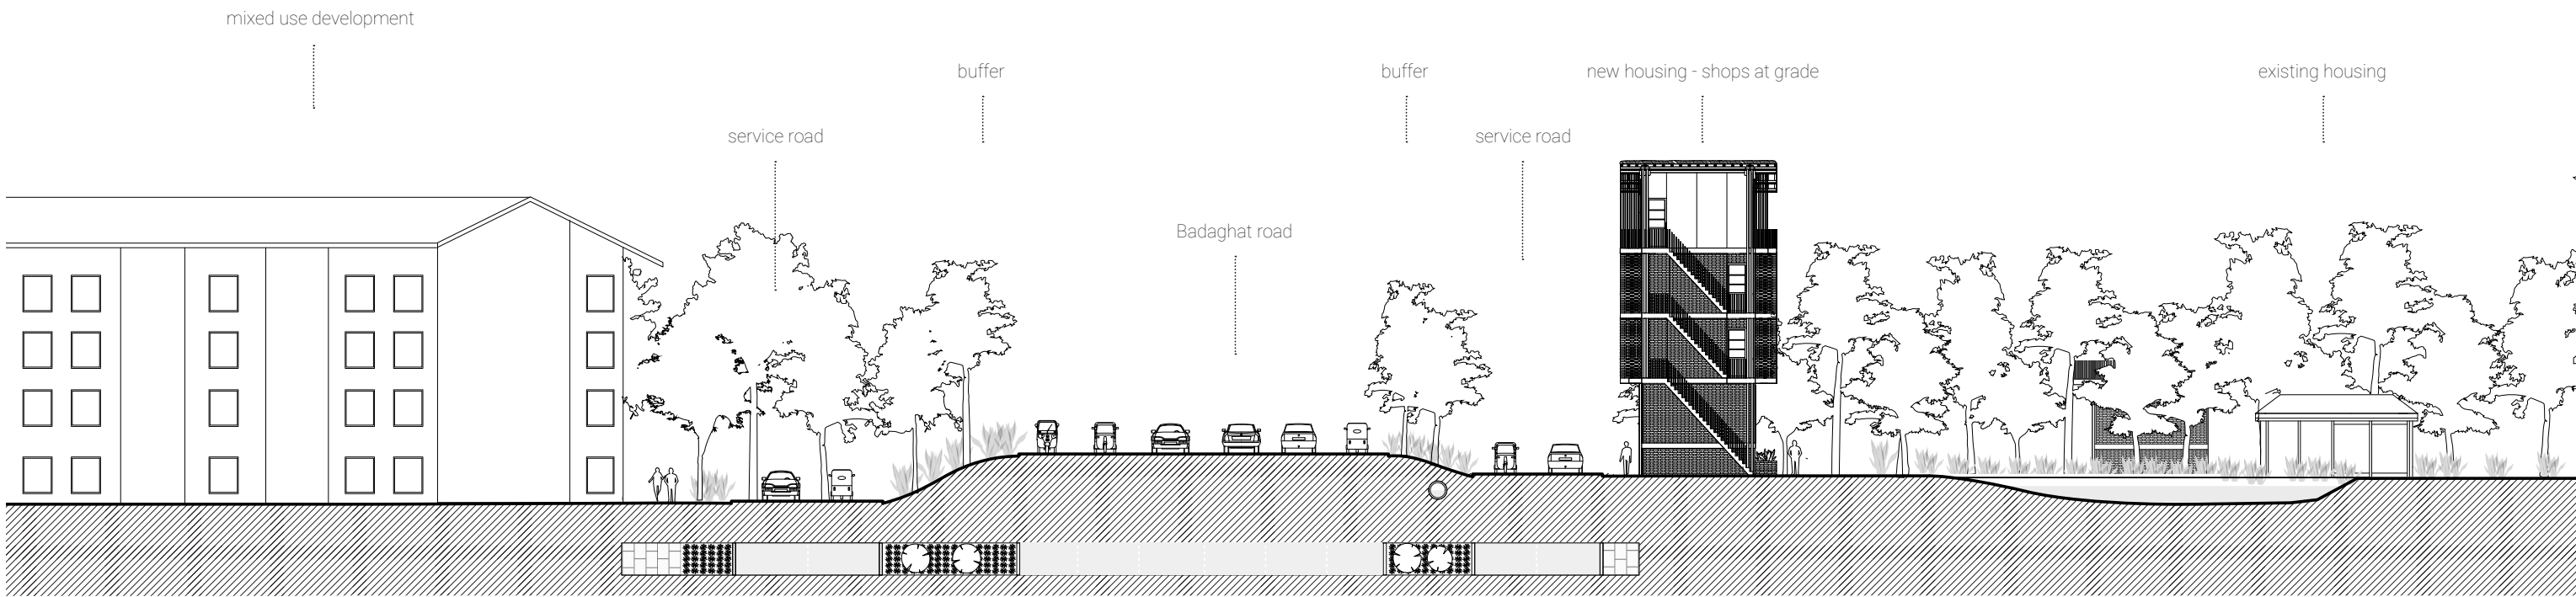 mixed use development
buffer
buffer
new housing - shops at grade
existing housing
service road
service road
Badaghat road